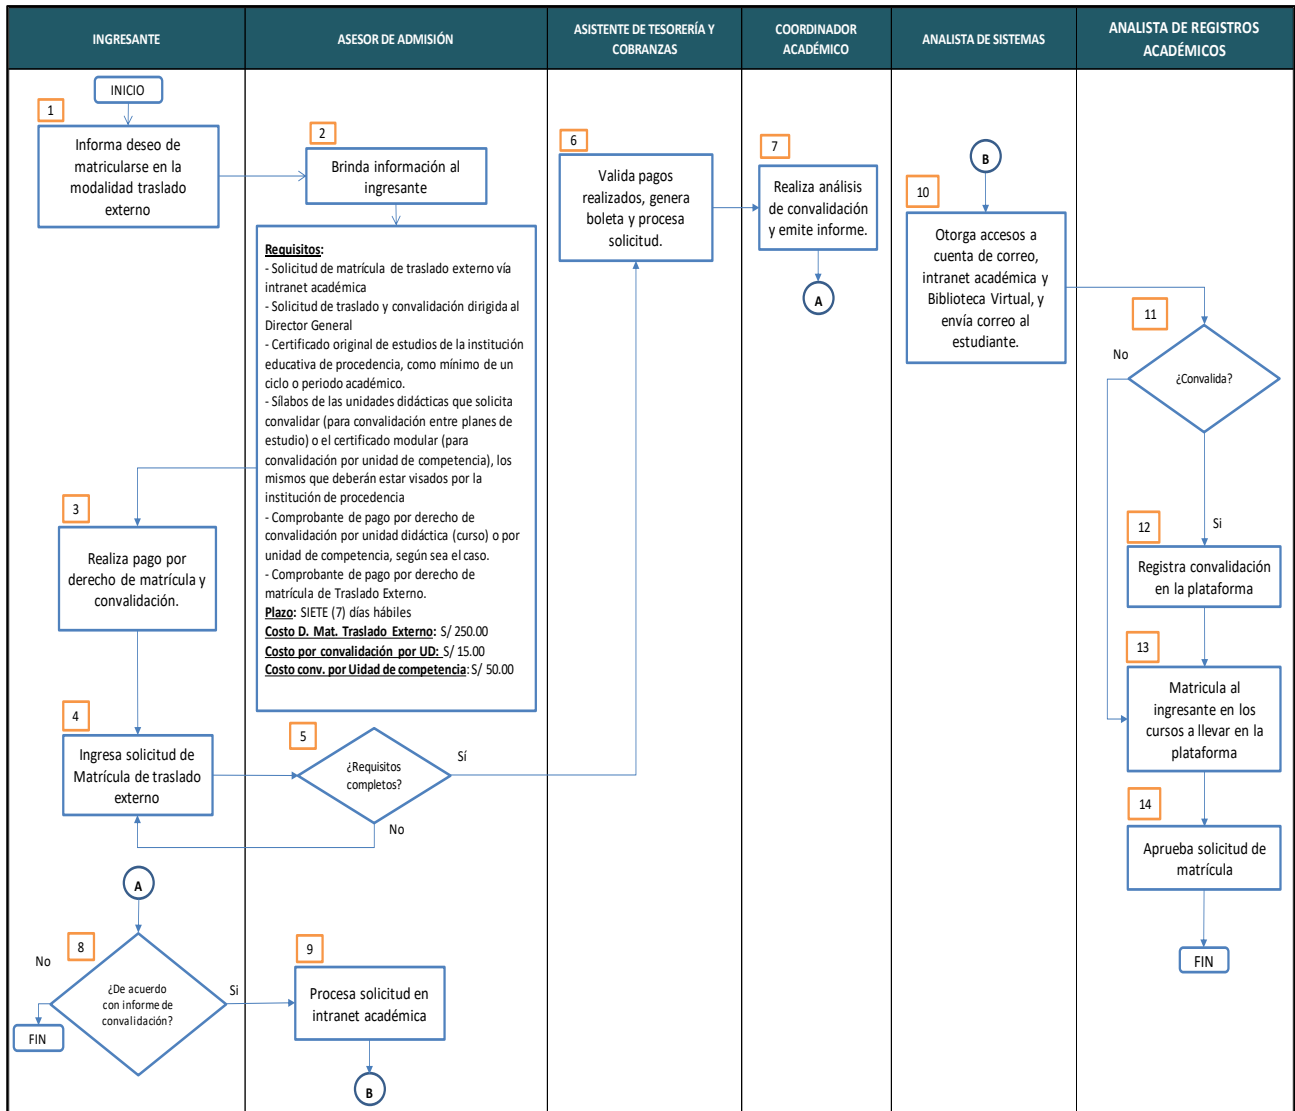 INGRESANTE
ASESOR DE ADMISIÓN
ASISTENTE DE TESORERÍA Y
COBRANZAS
COORDINADOR
ACADÉMICO
ANALISTA DE SISTEMAS
ANALISTA DE REGISTROS
ACADÉMICOS
INICIO
1
Informa deseo de
matricularse en la
modalidad traslado
externo
2
Brinda información al
ingresante
Requisitos:
- Solicitud de matrícula de traslado externo vía
intranet académica
- Solicitud de traslado y convalidación dirigida al
Director General
- Certificado original de estudios de la institución
educativa de procedencia, como mínimo de un
ciclo o periodo académico.
- Sílabos de las unidades didácticas que solicita
convalidar (para convalidación entre planes de
estudio) o el certificado modular (para
convalidación por unidad de competencia), los
mismos que deberán estar visados por la
institución de procedencia
- Comprobante de pago por derecho de
convalidación por unidad didáctica (curso) o por
unidad de competencia, según sea el caso.
- Comprobante de pago por derecho de
matrícula de Traslado Externo.
Plazo: SIETE (7) días hábiles
Costo D. Mat. Traslado Externo: S/ 250.00
Costo por convalidación por UD: S/ 15.00
Costo conv. por Uidad de competencia: S/ 50.00
3
Realiza pago por
derecho de matrícula y
convalidación.
4
Ingresa solicitud de
Matrícula de traslado
externo
5
¿Requisitos
completos?
Sí
No
6
Valida pagos
realizados, genera
boleta y procesa
solicitud.
7
Realiza análisis
de convalidación
y emite informe.
A
A
8
No
¿De acuerdo
con informe de
convalidación?
Si
FIN
9
Procesa solicitud en
intranet académica
B
B
10
Otorga accesos a
cuenta de correo,
intranet académica y
Biblioteca Virtual, y
envía correo al
estudiante.
11
No
¿Convalida?
Si
12
Registra convalidación
en la plataforma
13
Matricula al
ingresante en los
cursos a llevar en la
plataforma
14
Aprueba solicitud de
matrícula
FIN